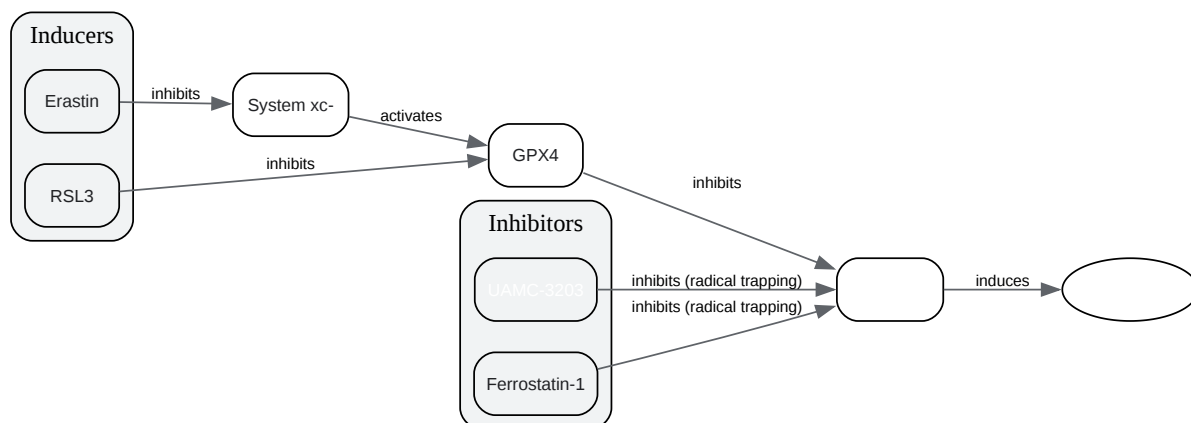 Inducers
Erastin
inhibits
System xc-
activates
GPX4
RSL3
inhibits
inhibits
Inhibitors
UAMC-3203
inhibits (radical trapping)
inhibits (radical trapping)
Ferrostatin-1
induces